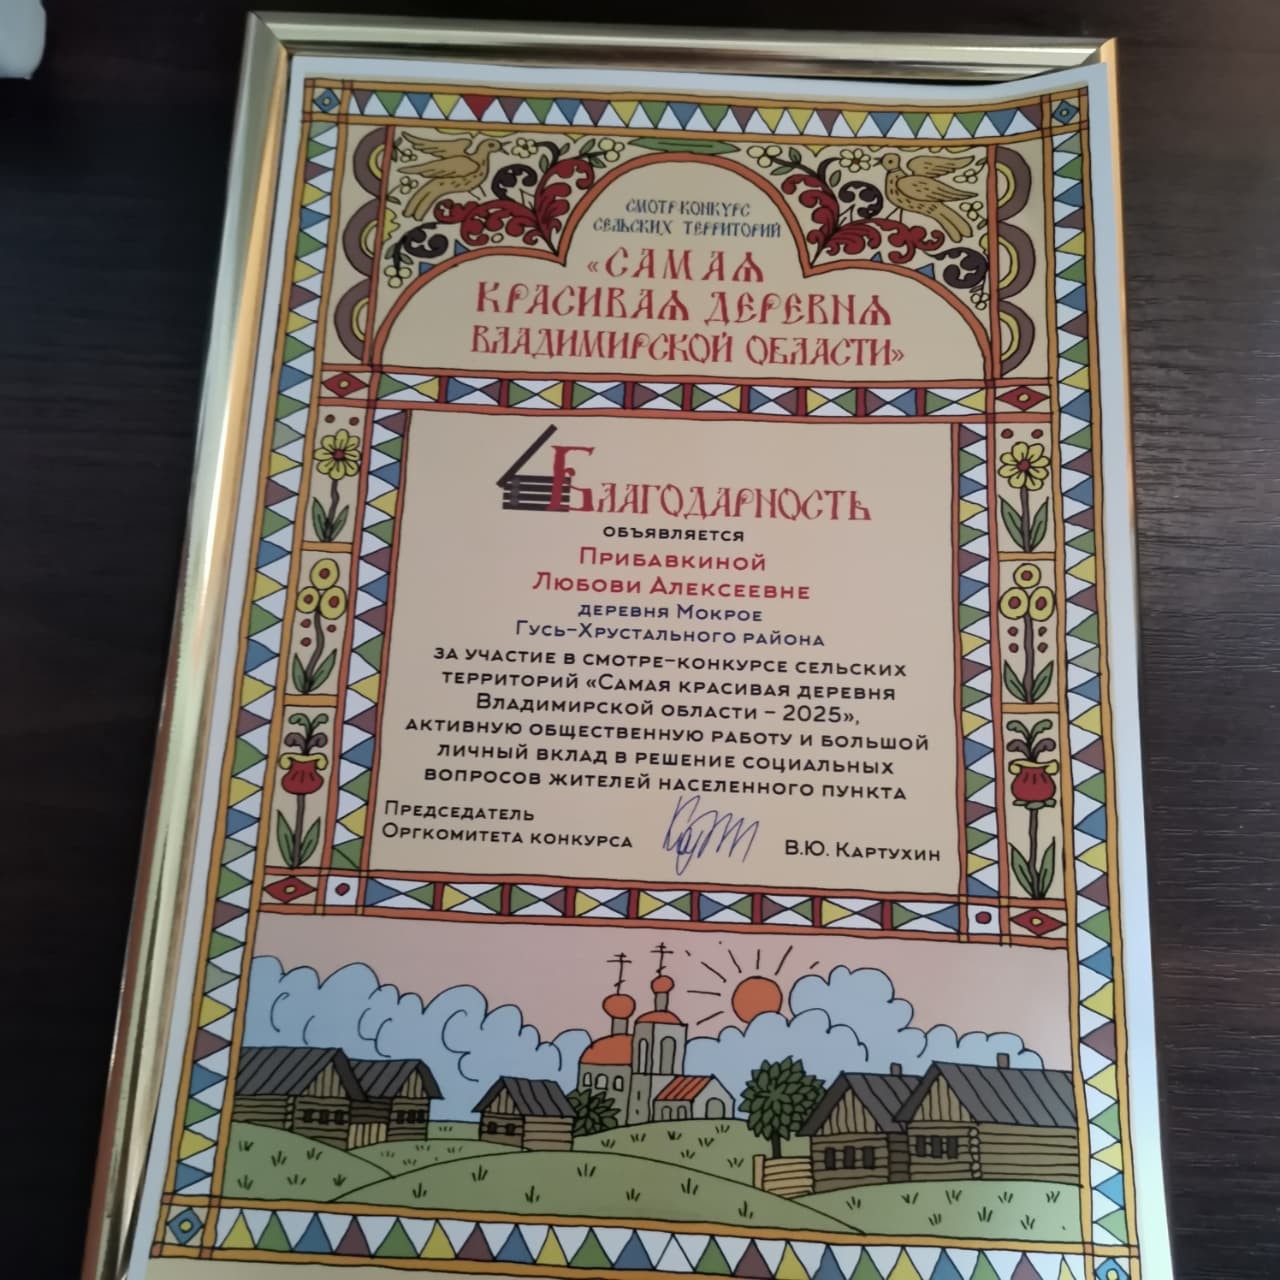 СМОТР-КОНКУРС
СЕЛЬСКИХ ТЕРРИТОРИЙ
«САМАЯ
КРАСИВАЯ ДЕРЕВНЯ
ВЛАДИМИРСКОЙ ОБЛАСТИ»
БЛАГОДАРНОСТЬ
ОБЪЯВЛЯЕТСЯ
ПРИБАВКИНОЙ
ЛЮБОВИ АЛЕКСЕЕВНЕ
ДЕРЕВНЯ МОКРОЕ
ГУСЬ-ХРУСТАЛЬНОГО РАЙОНА
ЗА УЧАСТИЕ В СМОТРЕ-КОНКУРСЕ СЕЛЬСКИХ
ТЕРРИТОРИЙ «САМАЯ КРАСИВАЯ ДЕРЕВНЯ
ВЛАДИМИРСКОЙ ОБЛАСТИ – 2025»,
АКТИВНУЮ ОБЩЕСТВЕННУЮ РАБОТУ И БОЛЬШОЙ
ЛИЧНЫЙ ВКЛАД В РЕШЕНИЕ СОЦИАЛЬНЫХ
ВОПРОСОВ ЖИТЕЛЕЙ НАСЕЛЕННОГО ПУНКТА
ПРЕДСЕДАТЕЛЬ
ОРГКОМИТЕТА КОНКУРСА
В.Ю. КАРТУХИН